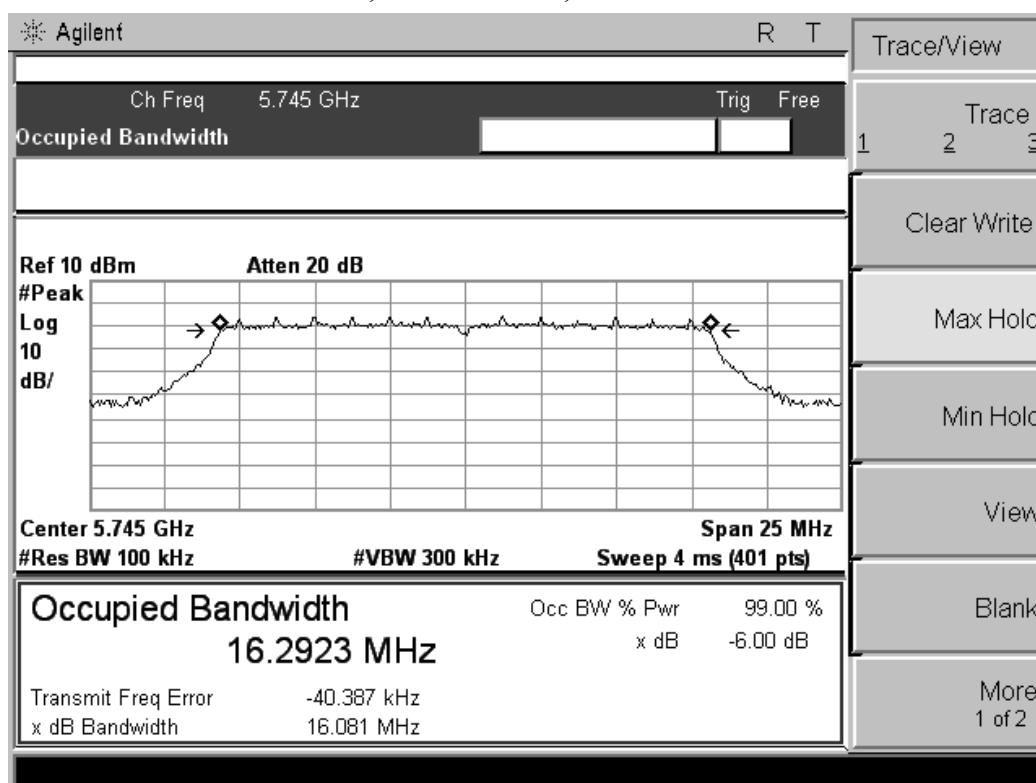 Agilent R T
Trace/View
Ch Freq 5.745 GHz Trig Free
Occupied Bandwidth
Trace
1 2 3
Clear Write
Ref 10 dBm Atten 20 dB
#Peak
Log
10
dB/
Max Hold
Min Hold
Center 5.745 GHz Span 25 MHz
#Res BW 100 kHz #VBW 300 kHz Sweep 4 ms (401 pts)
View
Occupied Bandwidth Occ BW % Pwr 99.00 %
16.2923 MHz x dB -6.00 dB
Blank
Transmit Freq Error -40.387 kHz
x dB Bandwidth 16.081 MHz
More
1 of 2